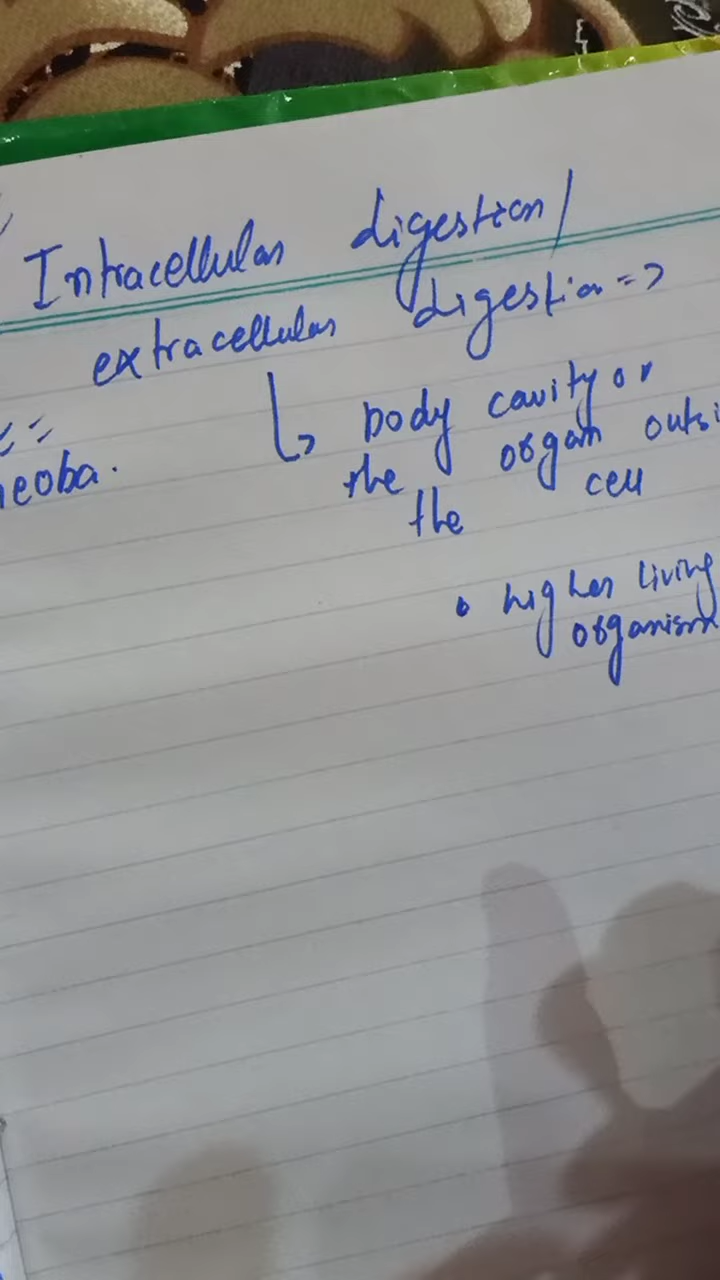 Intracellular digestion/
extracellular digestion =>
body cavity or
the organ outsi
the cell
eoba.
• higher living
organism